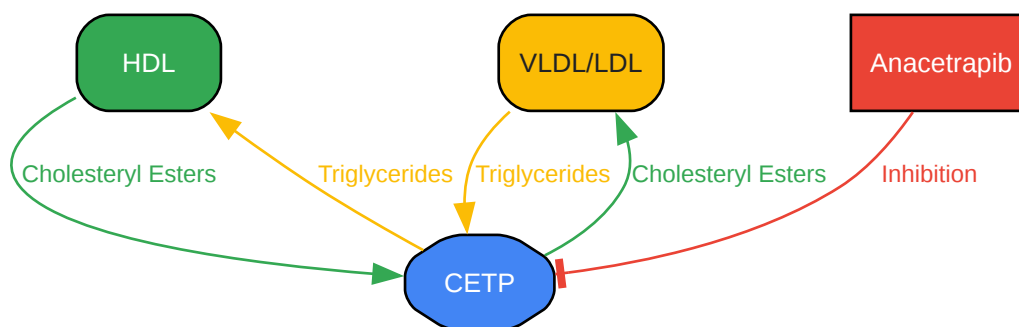 HDL
VLDL/LDL
Anacetrapib
Cholesteryl Esters
Triglycerides
Triglycerides
Cholesteryl Esters
Inhibition
CETP